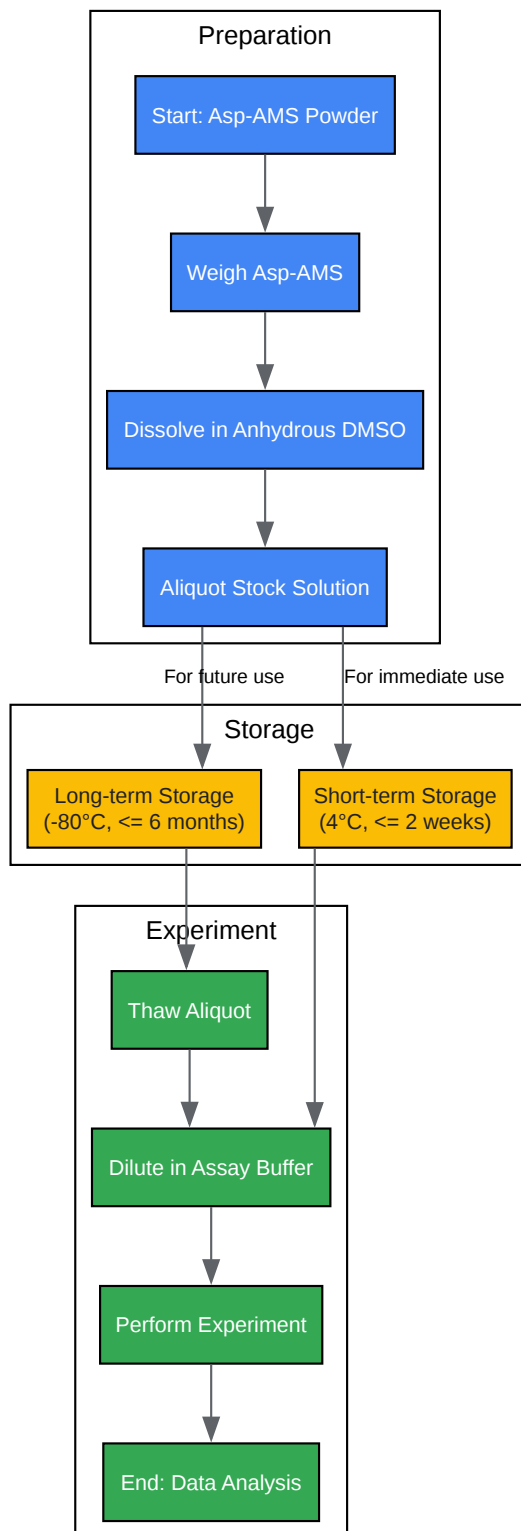 Preparation
Start: Asp-AMS Powder
Weigh Asp-AMS
Dissolve in Anhydrous DMSO
Aliquot Stock Solution
For future use
For immediate use
Storage
Long-term Storage
(-80°C, <= 6 months)
Short-term Storage
(4°C, <= 2 weeks)
Experiment
Thaw Aliquot
Dilute in Assay Buffer
Perform Experiment
End: Data Analysis